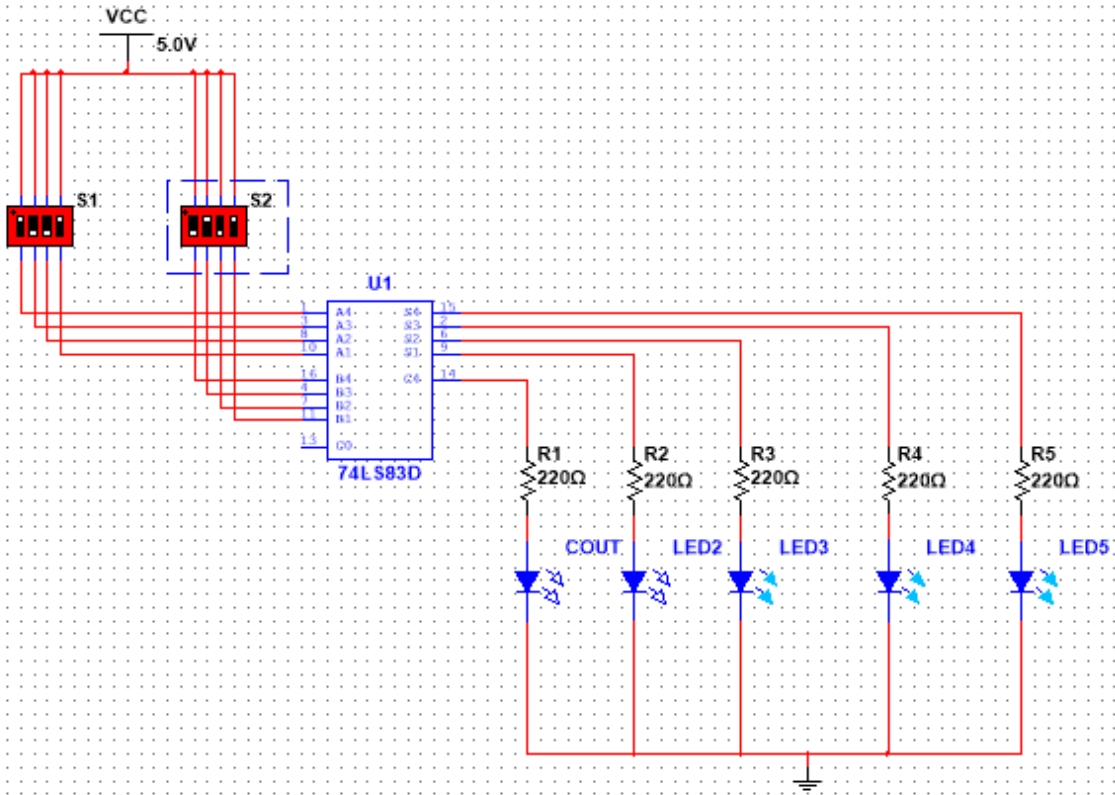 VCC
5.0V
S1
S2
U1
1 A4 S4 15
3 A3 S3 2
8 A2 S2 6
10 A1 S1 9
16 B4 C4 14
4 B3
7 B2
11 B1
13 C0
74LS83D
R1
220Ω
R2
220Ω
R3
220Ω
R4
220Ω
R5
220Ω
COUT
LED2
LED3
LED4
LED5